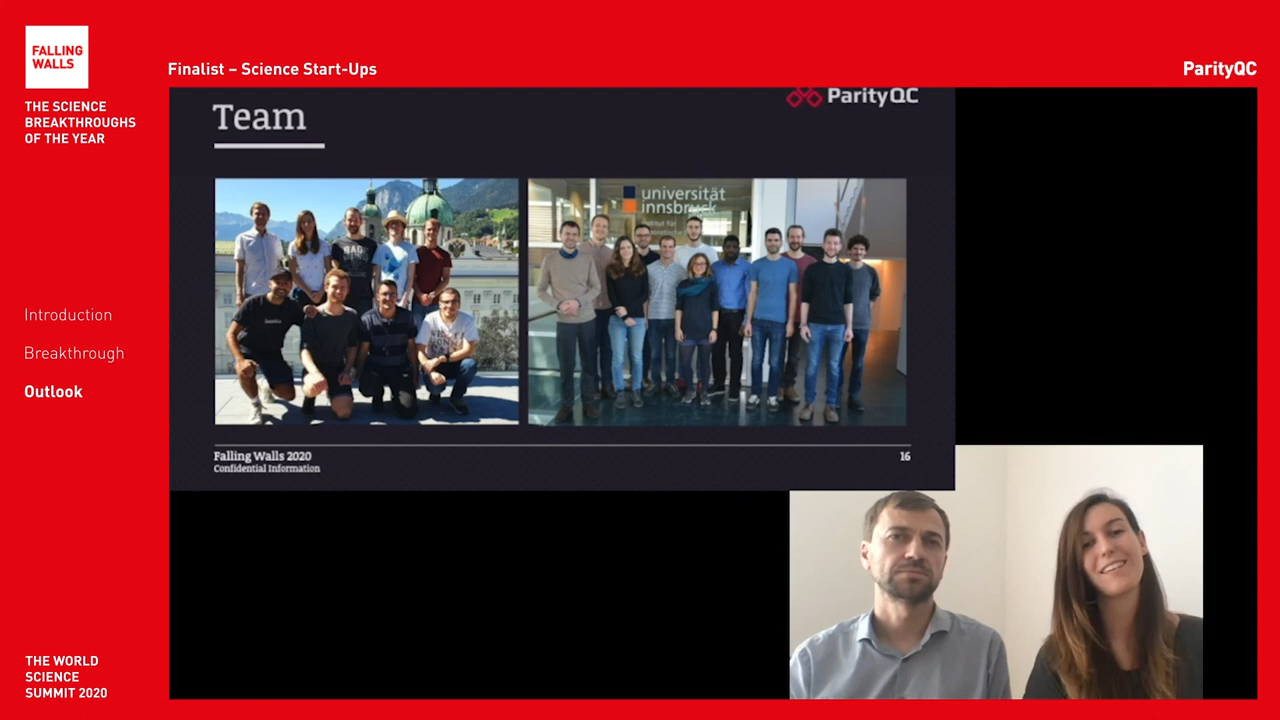 FALLING
WALLS
THE SCIENCE
BREAKTHROUGHS
OF THE YEAR
Finalist – Science Start-Ups
ParityQC
Team
ParityQC
universität
innsbruck
Introduction
Breakthrough
Outlook
Falling Walls 2020
Confidential Information
16
THE WORLD
SCIENCE
SUMMIT 2020